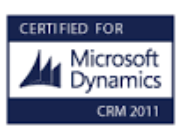 CERTIFIED FOR
Microsoft
Dynamics
CRM 2011